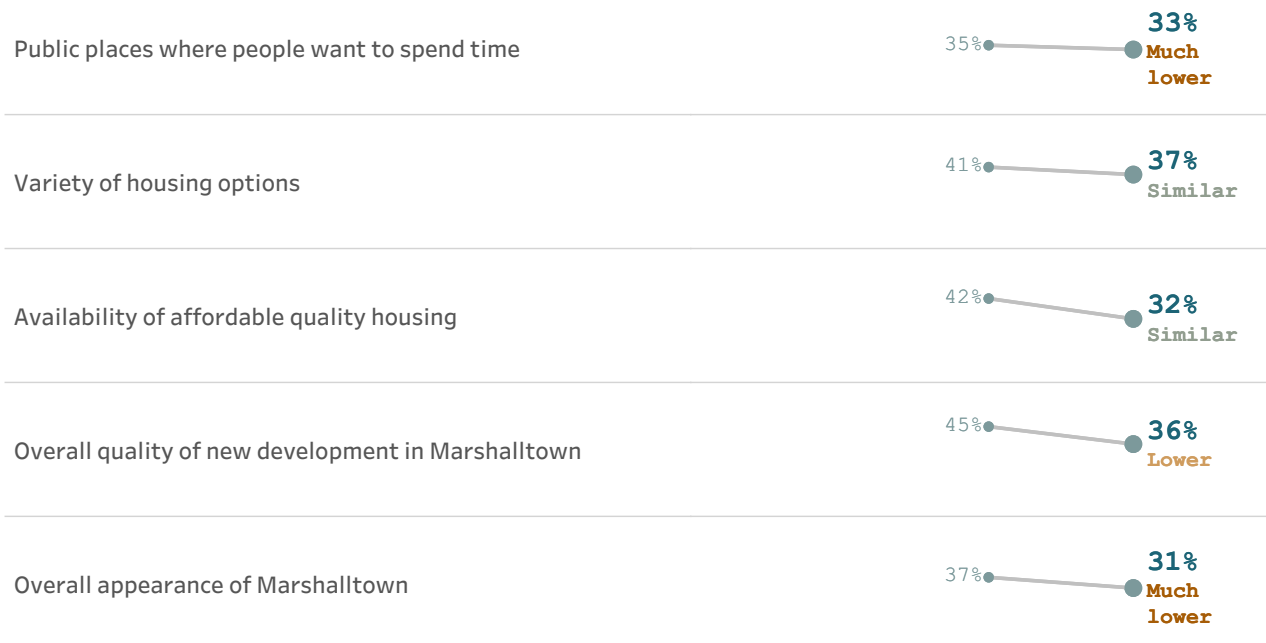 33%
Public places where people want to spend time
35%
Much
lower
37%
41%
Variety of housing options
Similar
42%
32%
Availability of affordable quality housing
Similar
45%
36%
Overall quality of new development in Marshalltown
Lower
31%
37%
Overall appearance of Marshalltown
Much
lower